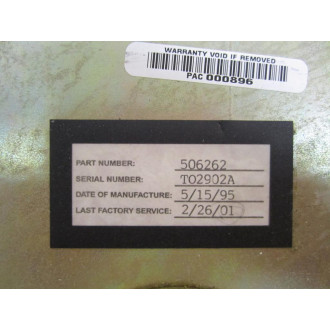 WARRANTY VOID IF REMOVED
PAC 000896
PART NUMBER: 506262
SERIAL NUMBER: TO2902A
DATE OF MANUFACTURE: 5/15/95
LAST FACTORY SERVICE: 2/26/01